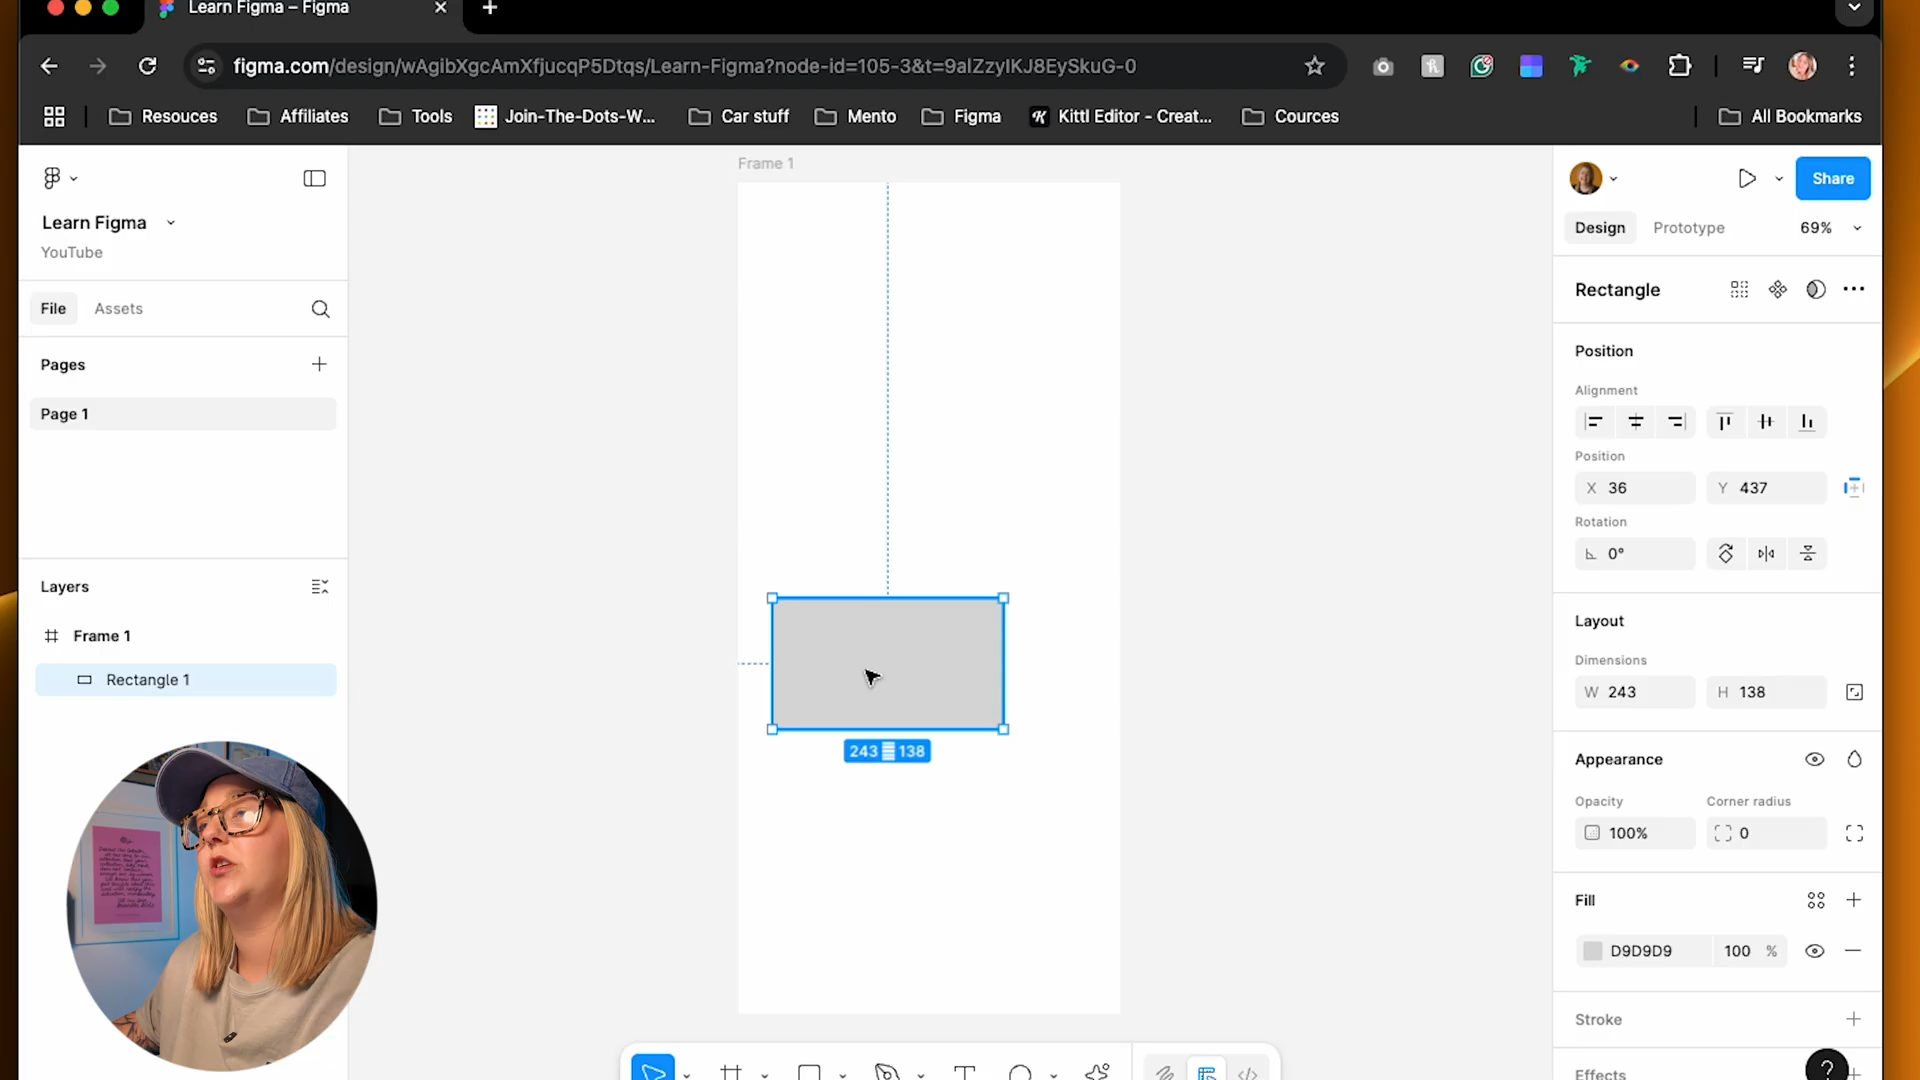 Learn Figma – Figma
figma.com/design/wAgibXgcAmXfjucqP5Dtqs/Learn-Figma?node-id=105-3&t=9aIZzyIKJ8EySkuG-0
Resouces
Affiliates
Tools
Join-The-Dots-W...
Car stuff
Mento
Figma
Kittl Editor - Creat...
Cources
All Bookmarks
Learn Figma
YouTube
File
Assets
Pages
Page 1
Layers
Frame 1
Rectangle 1
Frame 1
243 138
Share
Design
Prototype
69%
Rectangle
Position
Alignment
Position
X 36
Y 437
Rotation
0°
Layout
Dimensions
W 243
H 138
Appearance
Opacity
Corner radius
100%
0
Fill
D9D9D9
100 %
Stroke
Effects